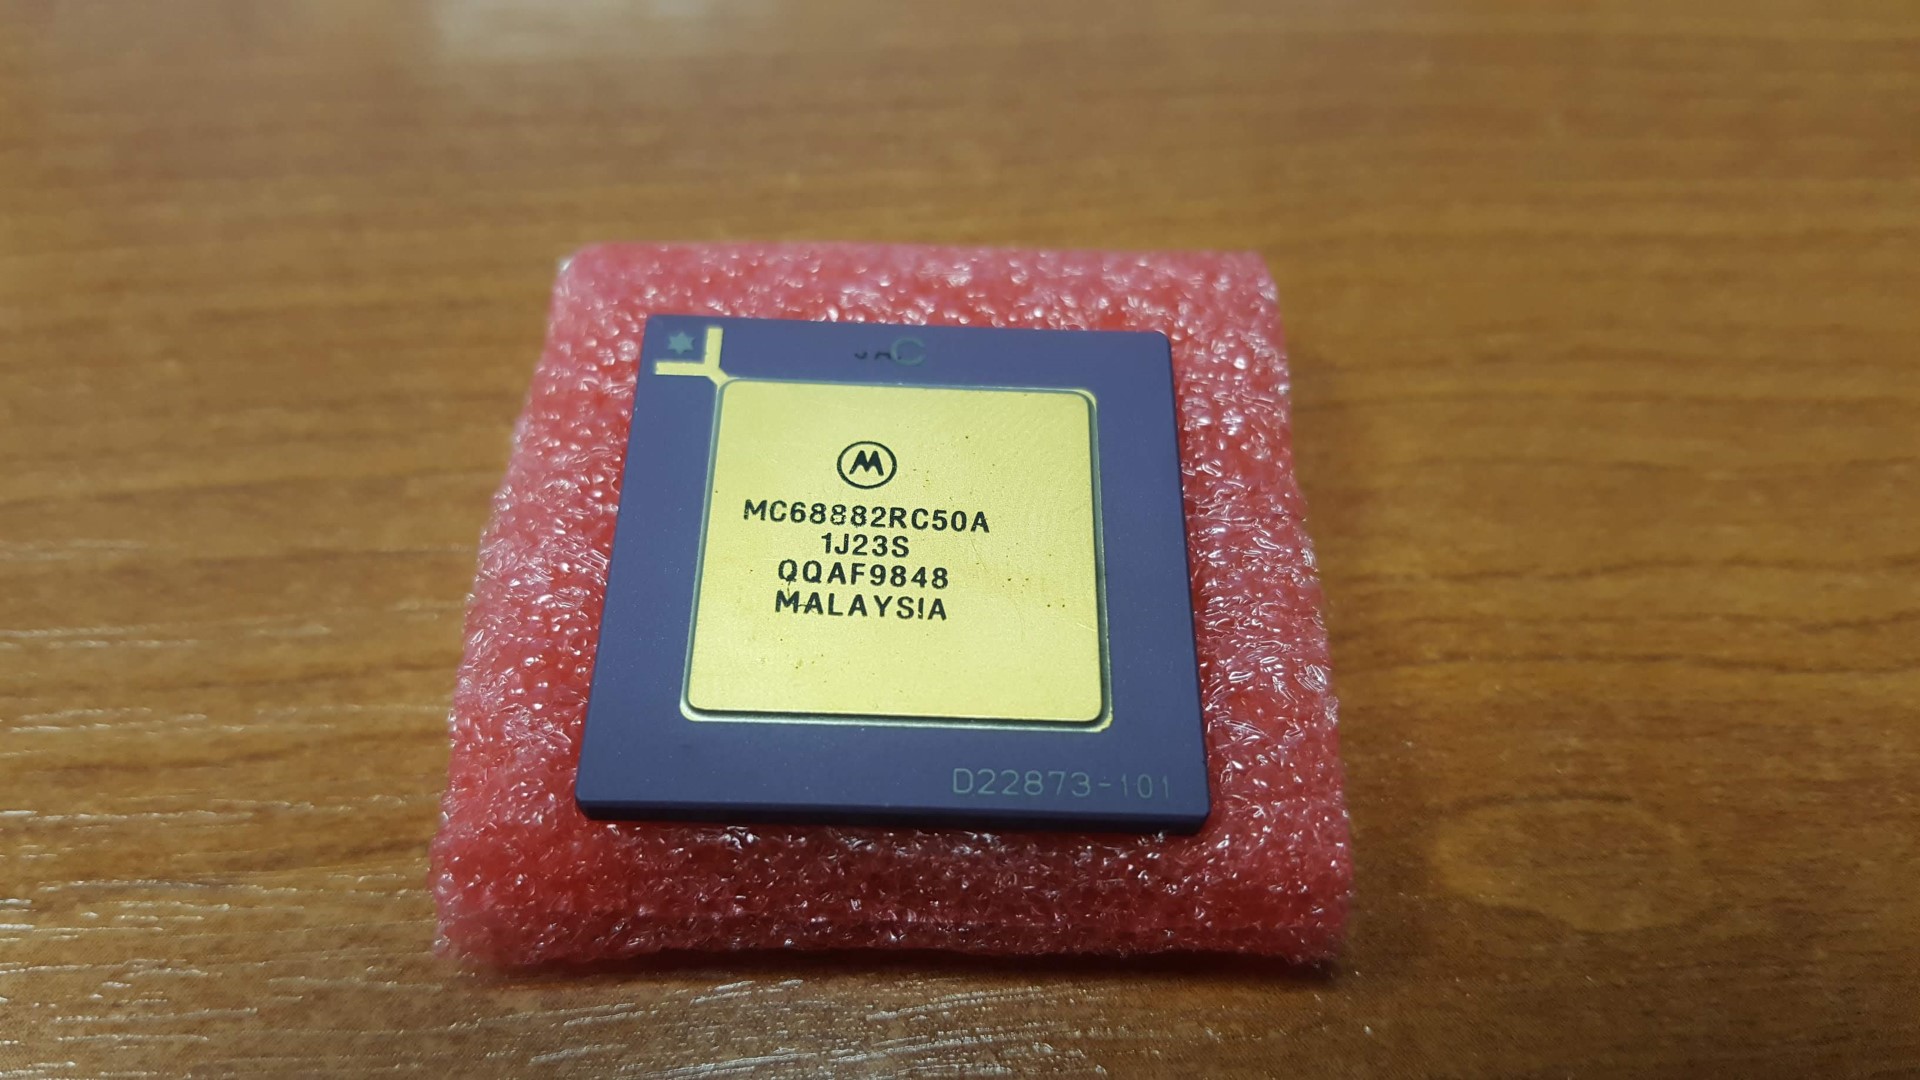 MC68882RC50A
1J23S
QQAF9848
MALAYSIA
D22873-101